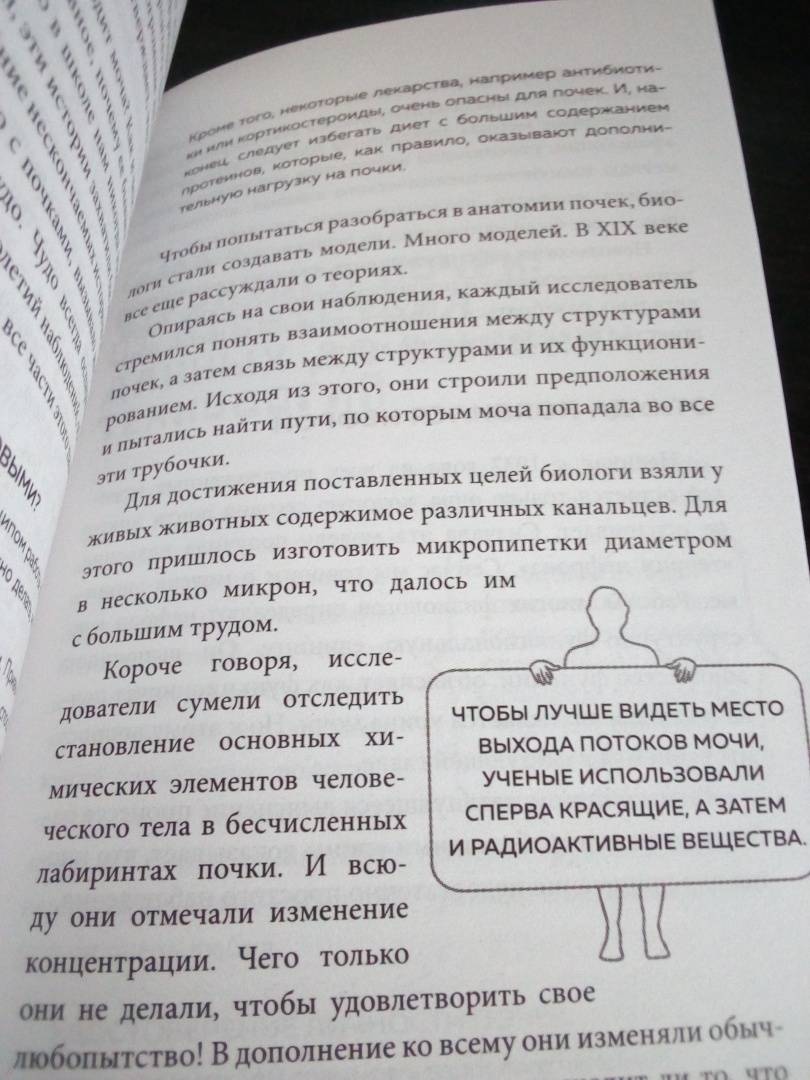 Кроме того, некоторые лекарства, например антибиоти-
ки или кортикостероиды, очень опасны для почек. И, на-
конец, следует избегать диет с большим содержанием
протеинов, которые, как правило, оказывают дополни-
тельную нагрузку на почки.
Чтобы попытаться разобраться в анатомии почек, био-
логи стали создавать модели. Много моделей. В XIX веке
все еще рассуждали о теориях.
Опираясь на свои наблюдения, каждый исследователь
стремился понять взаимоотношения между структурами
почек, а затем связь между структурами и их функциони-
рованием. Исходя из этого, они строили предположения
и пытались найти пути, по которым моча попадала во все
эти трубочки.
Для достижения поставленных целей биологи взяли у
живых животных содержимое различных канальцев. Для
этого пришлось изготовить микропипетки диаметром
в несколько микрон, что далось им
с большим трудом.
Короче говоря, иссле-
дователи сумели отследить
становление основных хи-
мических элементов челове-
ческого тела в бесчисленных
лабиринтах почки. И всю-
ду они отмечали изменение
концентрации. Чего только
они не делали, чтобы удовлетворить свое
любопытство! В дополнение ко всему они изменяли обыч-
ли то, что
ЧТОБЫ ЛУЧШЕ ВИДЕТЬ МЕСТО
ВЫХОДА ПОТОКОВ МОЧИ,
УЧЕНЫЕ ИСПОЛЬЗОВАЛИ
СПЕРВА КРАСЯЩИЕ, А ЗАТЕМ
И РАДИОАКТИВНЫЕ ВЕЩЕСТВА.